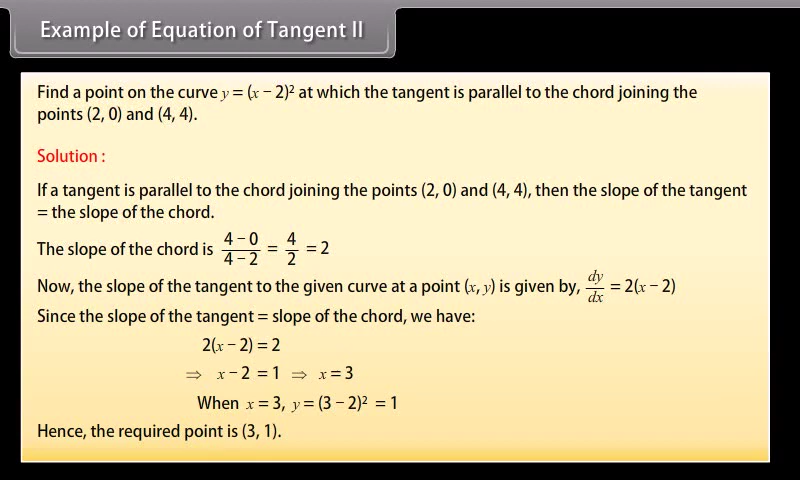 Example of Equation of Tangent II
Find a point on the curve y = (x − 2)² at which the tangent is parallel to the chord joining the
points (2, 0) and (4, 4).
Solution :
If a tangent is parallel to the chord joining the points (2, 0) and (4, 4), then the slope of the tangent
= the slope of the chord.
The slope of the chord is (4 − 0)/(4 − 2) = 4/2 = 2
Now, the slope of the tangent to the given curve at a point (x, y) is given by, dy/dx = 2(x − 2)
Since the slope of the tangent = slope of the chord, we have:
2(x − 2) = 2
⇒ x − 2 = 1 ⇒ x = 3
When x = 3, y = (3 − 2)² = 1
Hence, the required point is (3, 1).